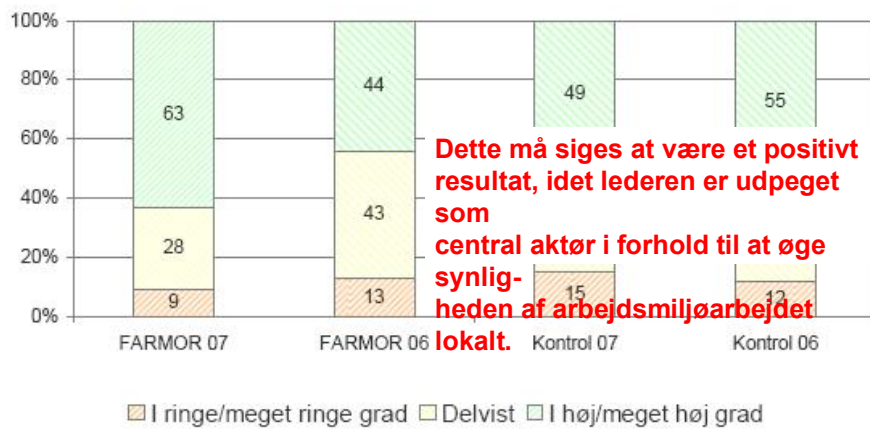 100%
80%
60%
40%
20%
0%
63
28
9
44
43
13
49
15
55
12
Dette må siges at være et positivt
resultat, idet lederen er udpeget
som
central aktør i forhold til at øge
synlig-
heden af arbejdsmiljøarbejdet
lokalt.
FARMOR 07
FARMOR 06
Kontrol 07
Kontrol 06
I ringe/meget ringe grad
Delvist
I høj/meget høj grad